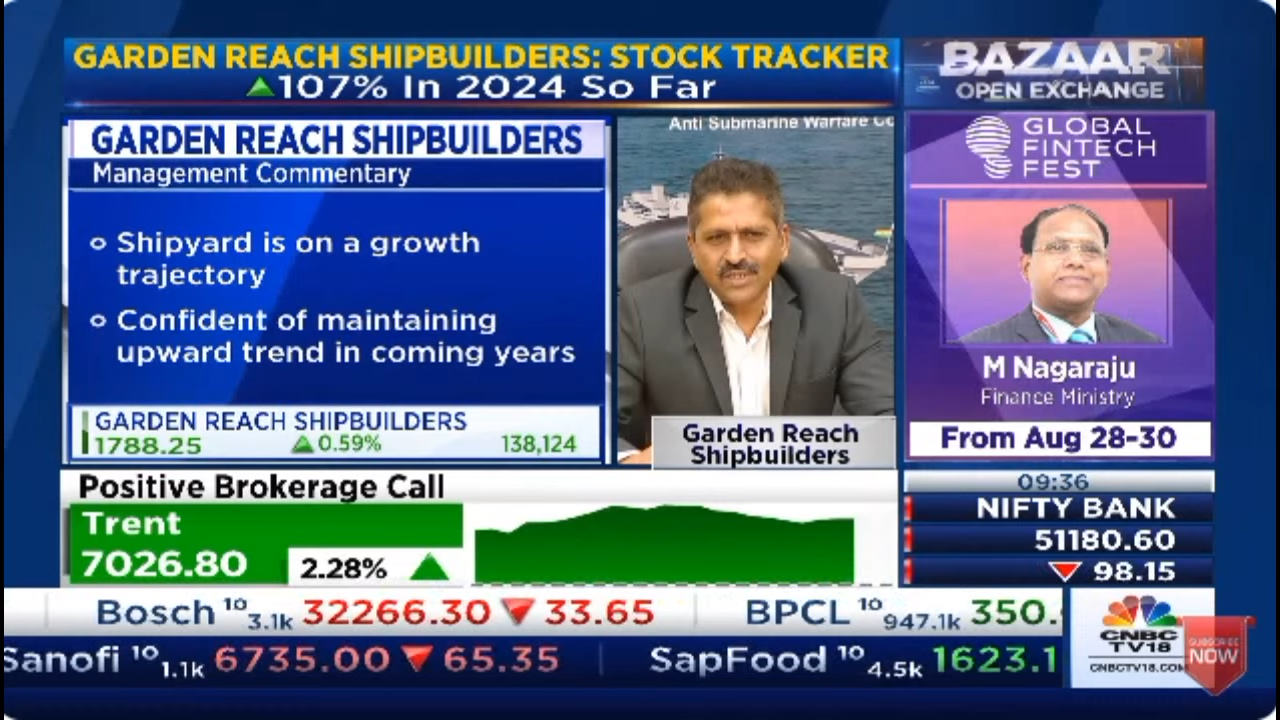 GARDEN REACH SHIPBUILDERS: STOCK TRACKER
▲107% In 2024 So Far
BAZAAR
OPEN EXCHANGE
GARDEN REACH SHIPBUILDERS
Management Commentary
Shipyard is on a growth
trajectory
Confident of maintaining
upward trend in coming years
GARDEN REACH SHIPBUILDERS
1788.25 ▲0.59% 138,124
Anti Submarine Warfare Co
Garden Reach
Shipbuilders
GLOBAL
FINTECH
FEST
M Nagaraju
Finance Ministry
From Aug 28-30
Positive Brokerage Call
Trent
7026.80 2.28% ▲
09:36
NIFTY BANK
51180.60
▼ 98.15
Bosch 10 3.1k 32266.30 ▼ 33.65 BPCL 10 947.1k 350.
Sanofi 10 1.1k 6735.00 ▼ 65.35 SapFood 10 4.5k 1623.1
CNBC
TV18
CNBCTV18.COM
SUBSCRIBE
NOW